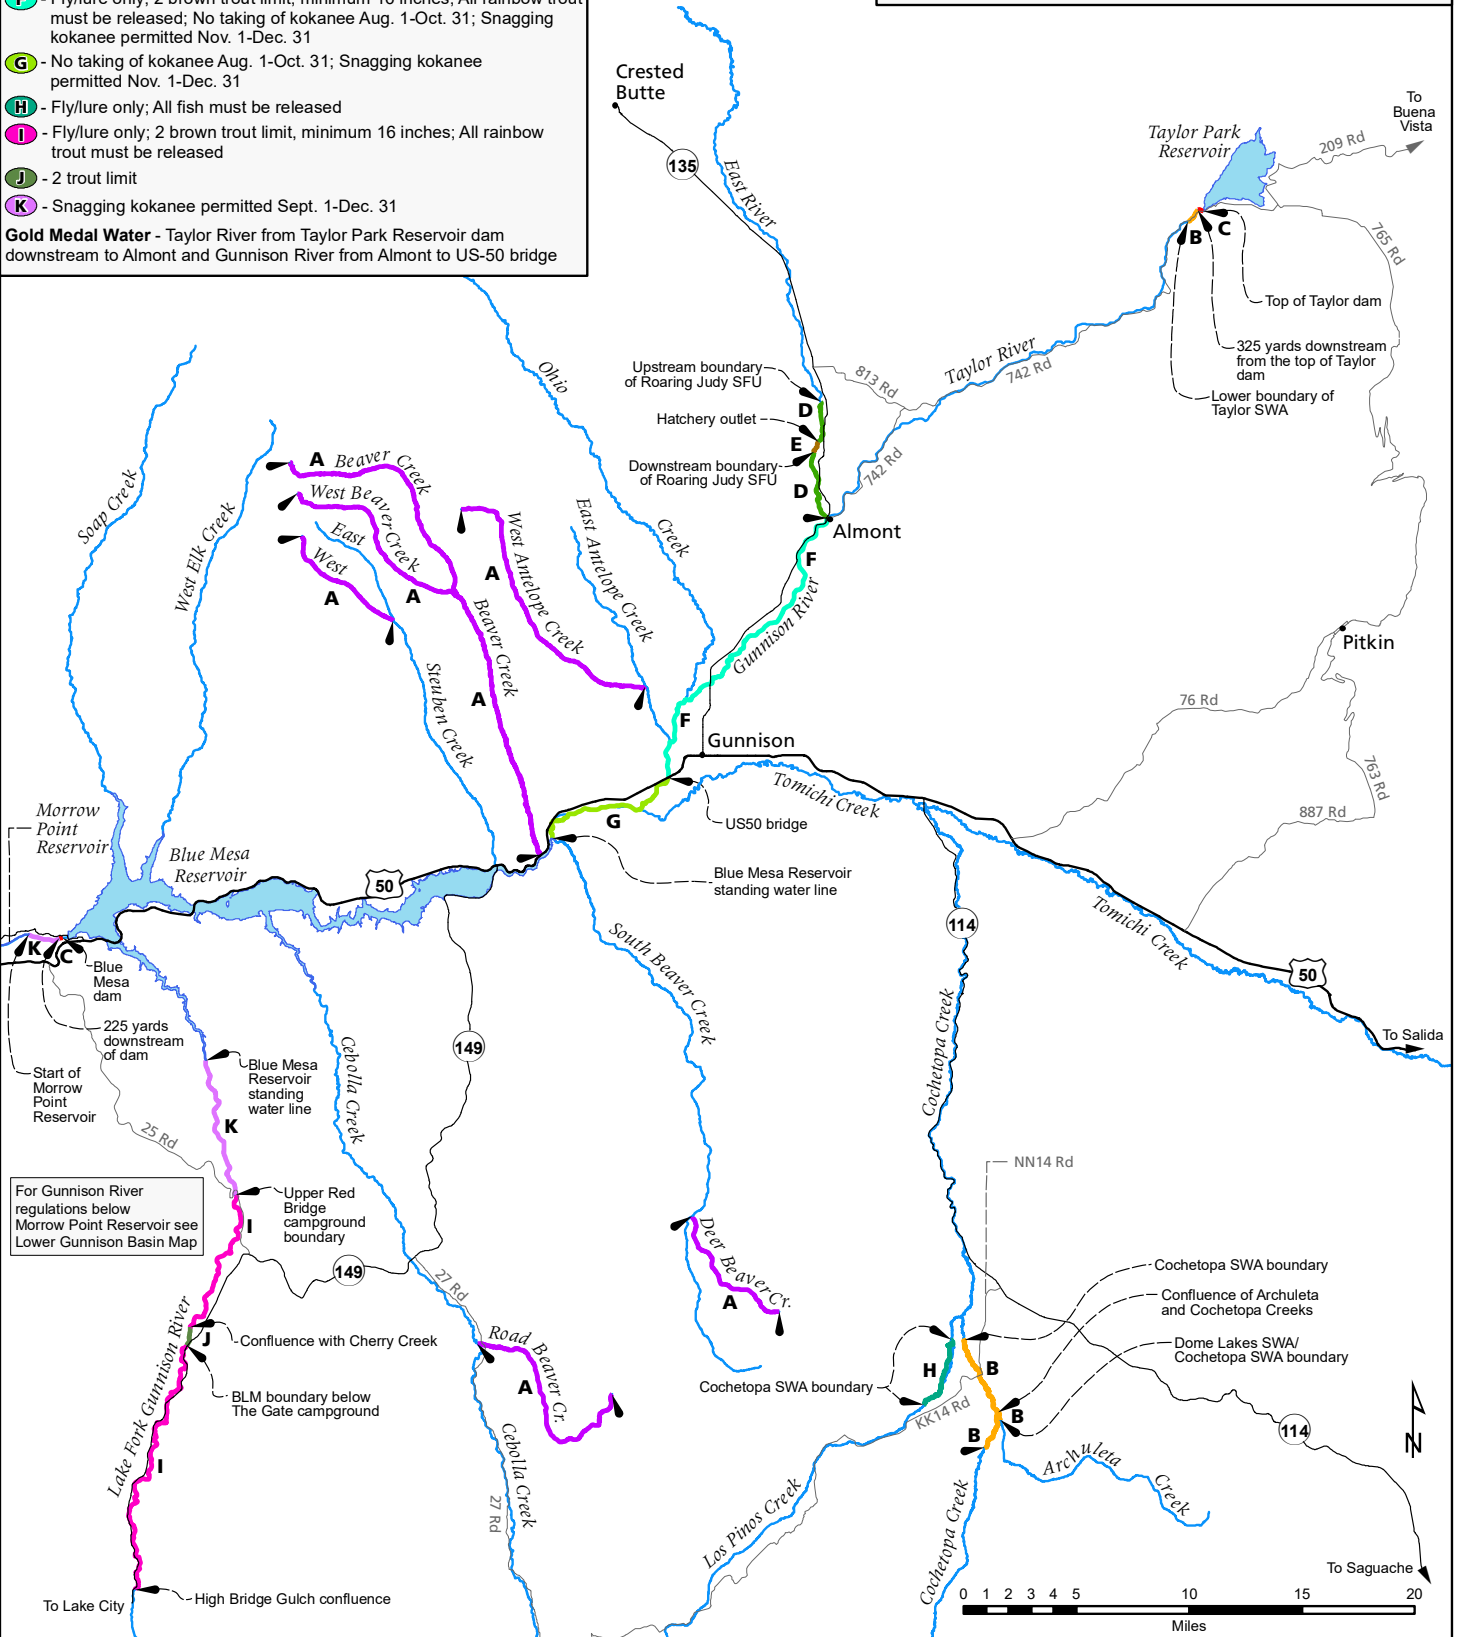 F - Fly/lure only; 2 brown trout limit, minimum 16 inches; All rainbow trout
must be released; No taking of kokanee Aug. 1-Oct. 31; Snagging
kokanee permitted Nov. 1-Dec. 31
G - No taking of kokanee Aug. 1-Oct. 31; Snagging kokanee
permitted Nov. 1-Dec. 31
H - Fly/lure only; All fish must be released
I - Fly/lure only; 2 brown trout limit, minimum 16 inches; All rainbow
trout must be released
J - 2 trout limit
K - Snagging kokanee permitted Sept. 1-Dec. 31
Gold Medal Water - Taylor River from Taylor Park Reservoir dam
downstream to Almont and Gunnison River from Almont to US-50 bridge
Crested
Butte
135
East River
Taylor Park
Reservoir
To
Buena
Vista
209 Rd
765 Rd
B
C
Top of Taylor dam
325 yards downstream
from the top of Taylor
dam
Lower boundary of
Taylor SWA
Taylor River
742 Rd
813 Rd
742 Rd
Upstream boundary
of Roaring Judy SFU
D
Hatchery outlet
E
Downstream boundary
of Roaring Judy SFU
D
Almont
F
Gunnison River
F
Ohio
Creek
Soap Creek
West Elk Creek
A
Beaver Creek
West Beaver Creek
East
West
A
A
Beaver Creek
A
Steuben Creek
West Antelope Creek
A
East Antelope Creek
Pitkin
76 Rd
763 Rd
887 Rd
Gunnison
Tomichi Creek
US50 bridge
G
Blue Mesa Reservoir
standing water line
Morrow
Point
Reservoir
Blue Mesa
Reservoir
50
K
C
Blue
Mesa
dam
225 yards
downstream
of dam
Start of
Morrow
Point
Reservoir
25 Rd
Blue Mesa
Reservoir
standing
water line
K
Cebolla Creek
149
South Beaver Creek
114
Cochetopa Creek
Tomichi Creek
50
To Salida
For Gunnison River
regulations below
Morrow Point Reservoir see
Lower Gunnison Basin Map
Upper Red
Bridge
campground
boundary
I
149
27 Rd
Deer Beaver Cr.
A
NN14 Rd
Cochetopa SWA boundary
Confluence of Archuleta
and Cochetopa Creeks
Dome Lakes SWA/
Cochetopa SWA boundary
Lake Fork Gunnison River
J
Confluence with Cherry Creek
BLM boundary below
The Gate campground
I
Road Beaver Cr.
A
Cebolla Creek
27 Rd
Cochetopa SWA boundary
H
B
B
B
KK14 Rd
Los Pinos Creek
Archuleta
Creek
Cochetopa Creek
114
N
To Saguache
To Lake City
High Bridge Gulch confluence
0 1 2 3 4 5 10 15 20
Miles